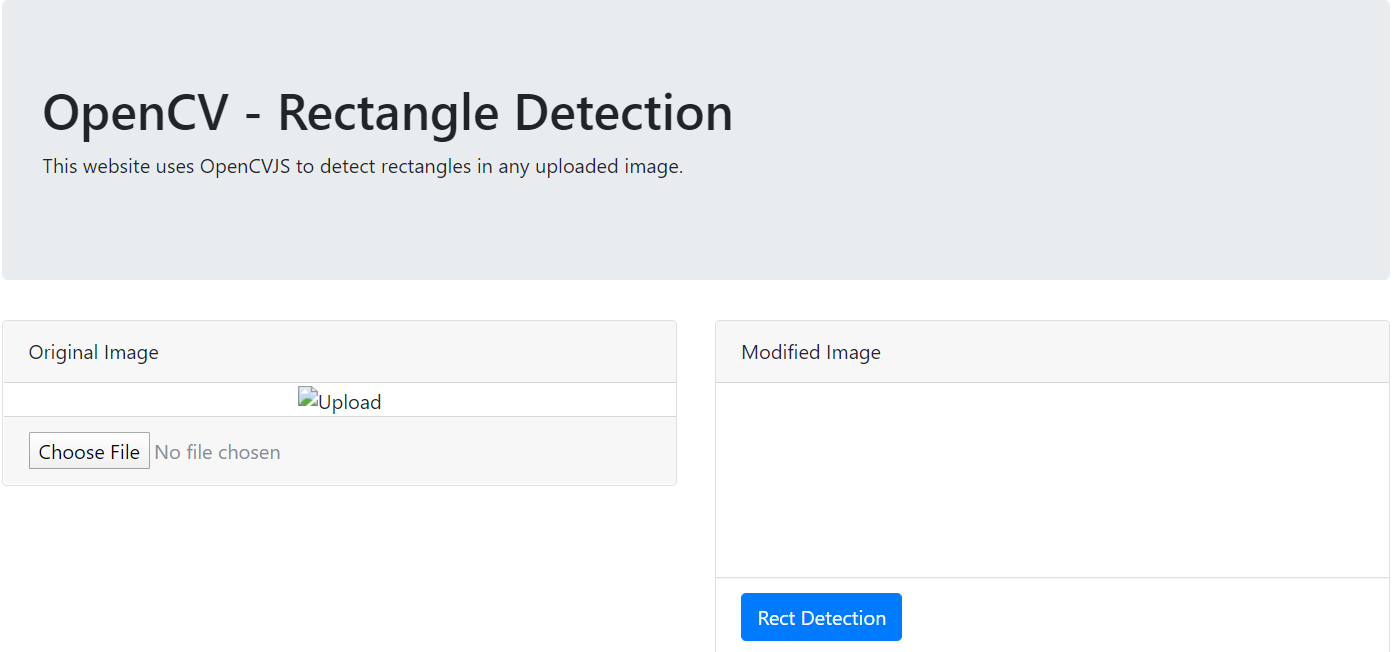 OpenCV - Rectangle Detection
This website uses OpenCVJS to detect rectangles in any uploaded image.
Original Image
Upload
Choose File No file chosen
Modified Image
Rect Detection